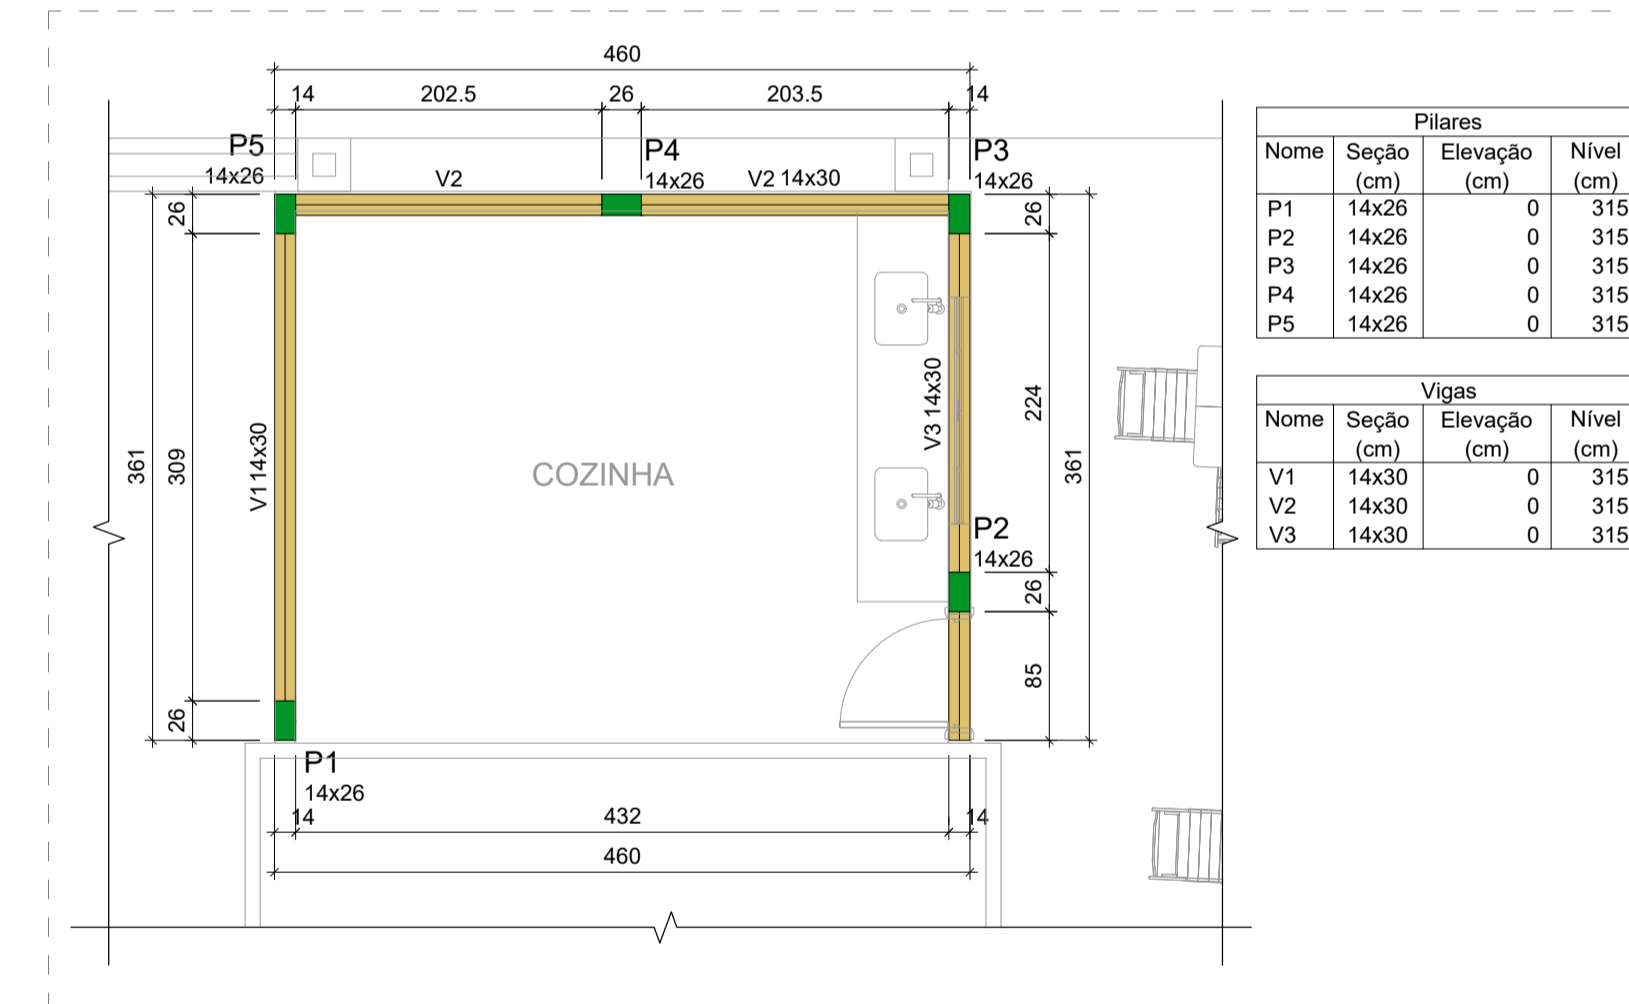 460
14 202.5 26 203.5 14
P5
14x26
V2
P4
14x26
V2 14x30
P3
14x26
26
309
26
361
V1 14x30
COZINHA
V3 14x30
26
224
26
85
361
P2
14x26
P1
14x26
14 432 14
460
Pilares
Nome Seção (cm) Elevação (cm) Nível (cm)
P1 14x26 0 315
P2 14x26 0 315
P3 14x26 0 315
P4 14x26 0 315
P5 14x26 0 315
Vigas
Nome Seção (cm) Elevação (cm) Nível (cm)
V1 14x30 0 315
V2 14x30 0 315
V3 14x30 0 315